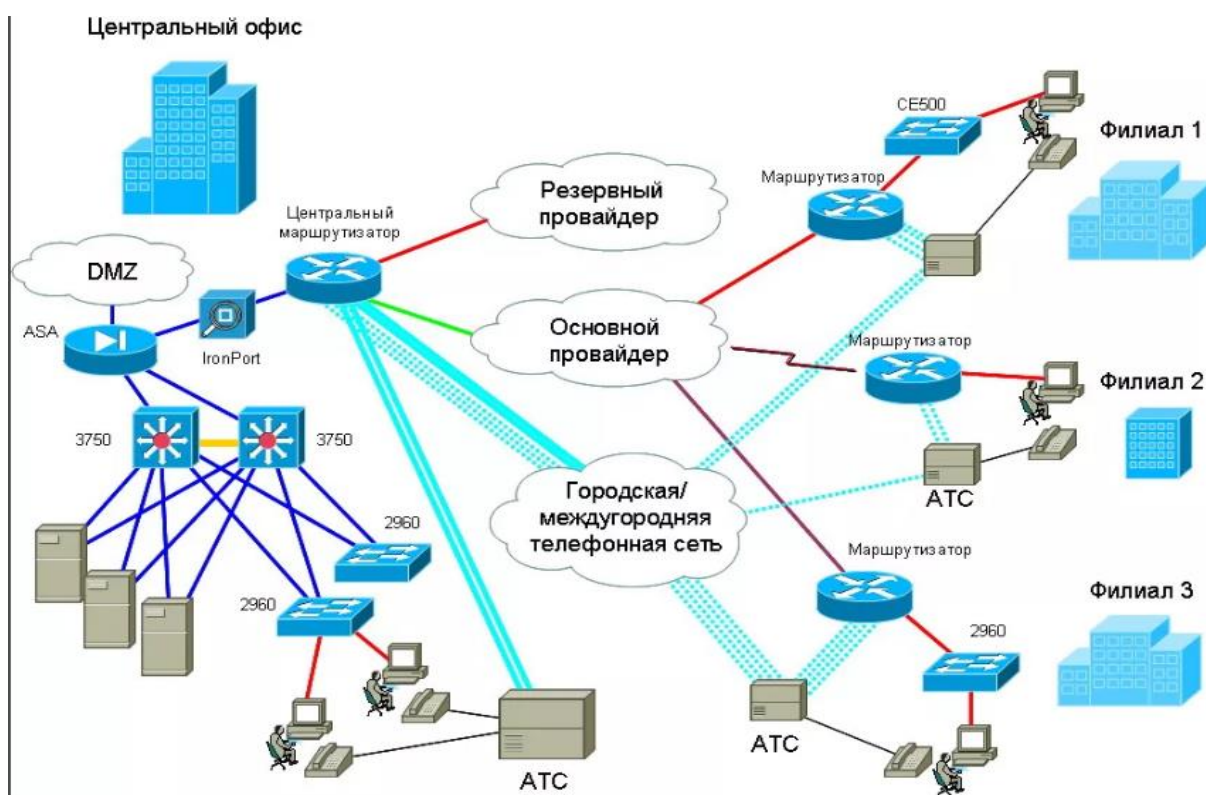 Центральный офис
CE500
Филиал 1
Маршрутизатор
Резервный
провайдер
Центральный
маршрутизатор
DMZ
ASA
IronPort
Основной
провайдер
Маршрутизатор
Филиал 2
3750
3750
АТС
Городская/
междугородняя
телефонная сеть
2960
Маршрутизатор
Филиал 3
2960
2960
АТС
АТС